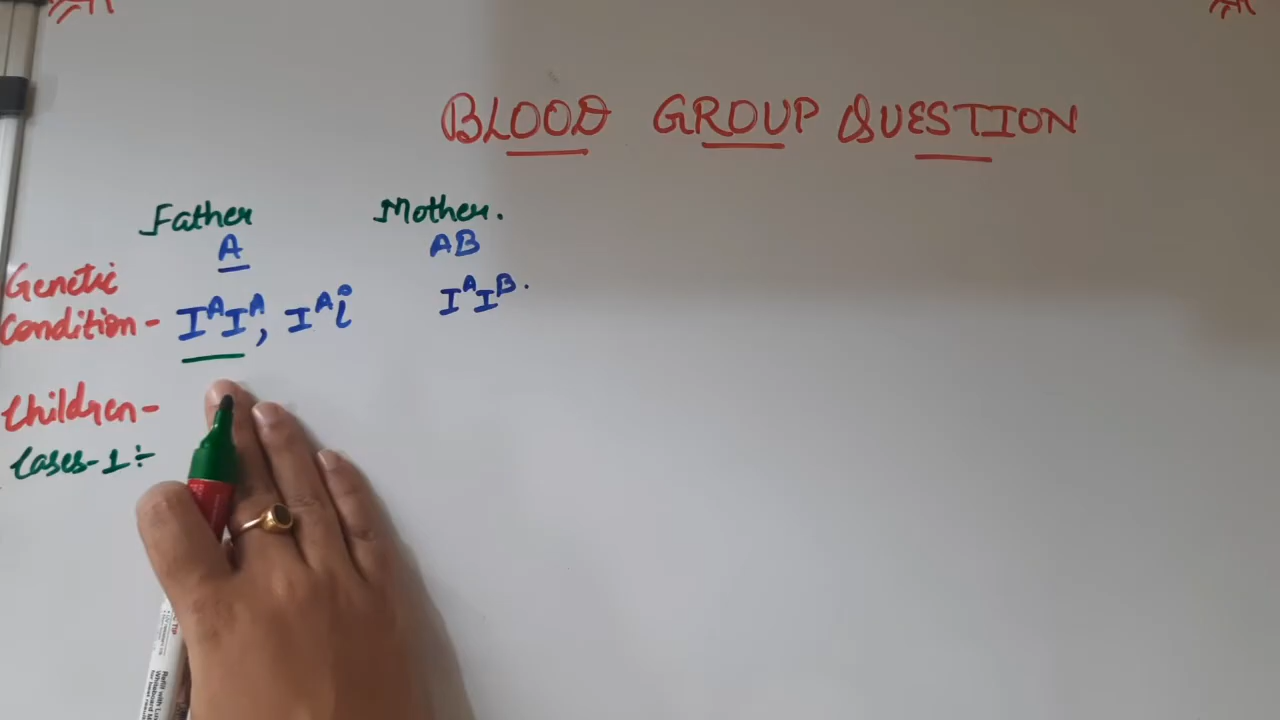 BLOOD GROUP QUESTION
Father Mother.
A AB
Genetic
Condition - IᴬIᴬ, Iᴬi IᴬIᴮ.
Children -
Cases-1 ÷